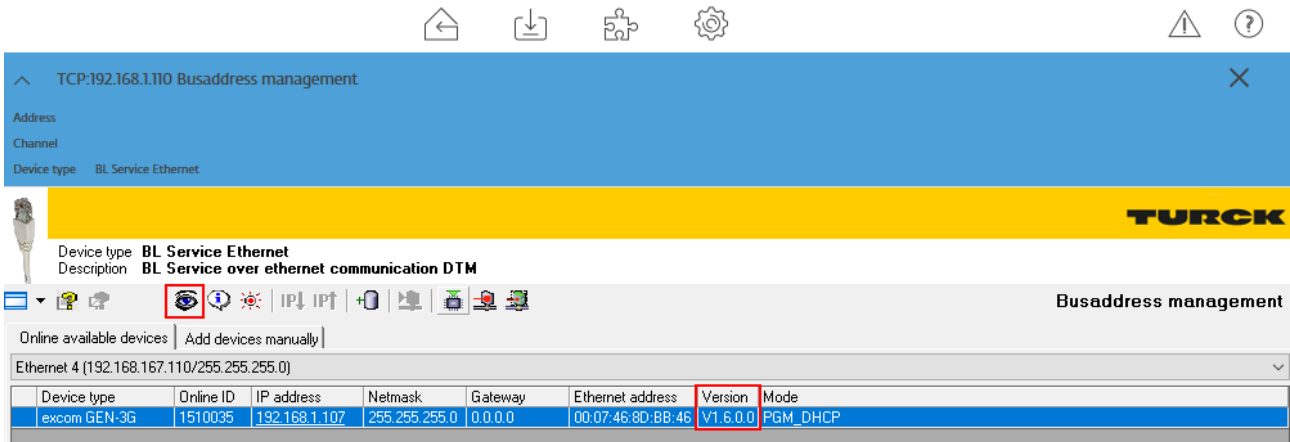 TCP:192.168.1.110 Busaddress management
Address
Channel
Device type BL Service Ethernet
TURCK
Device type BL Service Ethernet
Description BL Service over ethernet communication DTM
IP IP
Busaddress management
Online available devices Add devices manually
Ethernet 4 (192.168.167.110/255.255.255.0)
Device type Online ID IP address Netmask Gateway Ethernet address Version Mode
excom GEN-3G 1510035 192.168.1.107 255.255.255.0 0.0.0.0 00:07:46:8D:BB:46 V1.6.0.0 PGM_DHCP